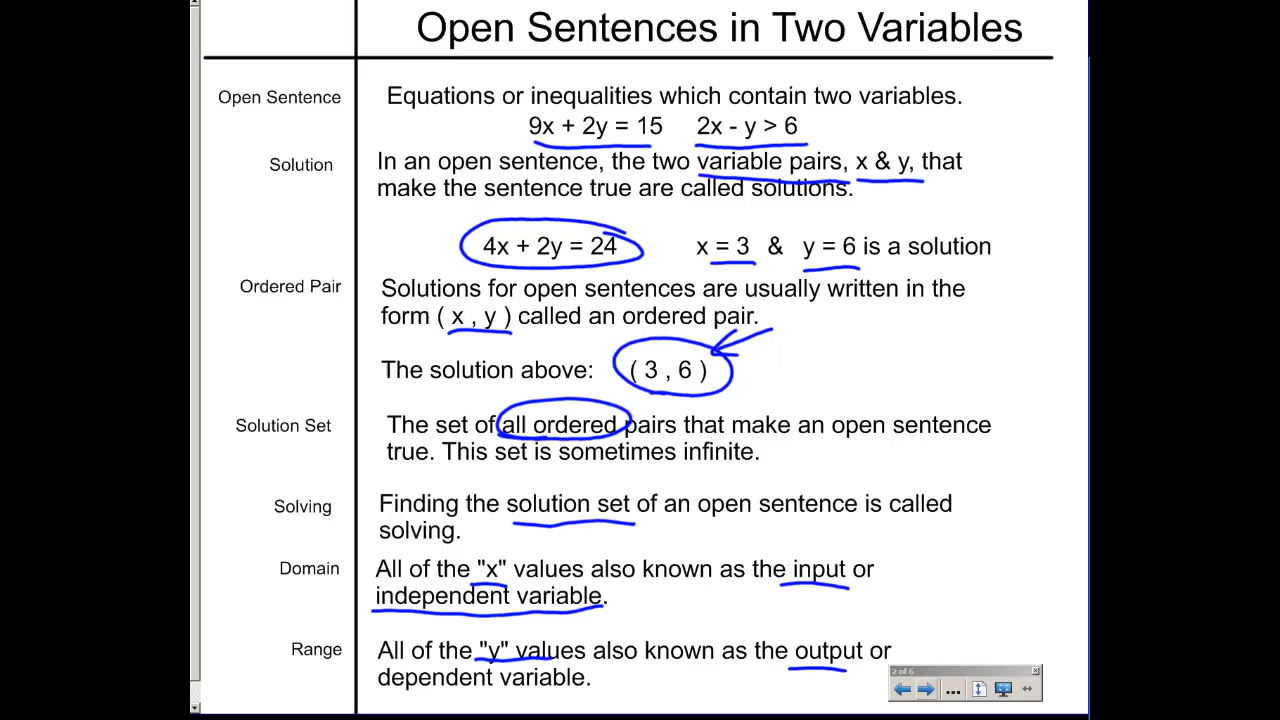 Open Sentences in Two Variables
Open Sentence
Equations or inequalities which contain two variables.
9x + 2y = 15 2x - y > 6
Solution
In an open sentence, the two variable pairs, x & y, that
make the sentence true are called solutions.
4x + 2y = 24 x = 3 & y = 6 is a solution
Ordered Pair
Solutions for open sentences are usually written in the
form ( x , y ) called an ordered pair.
The solution above: ( 3 , 6 )
Solution Set
The set of all ordered pairs that make an open sentence
true. This set is sometimes infinite.
Solving
Finding the solution set of an open sentence is called
solving.
Domain
All of the "x" values also known as the input or
independent variable.
Range
All of the "y" values also known as the output or
dependent variable.
2 of 6